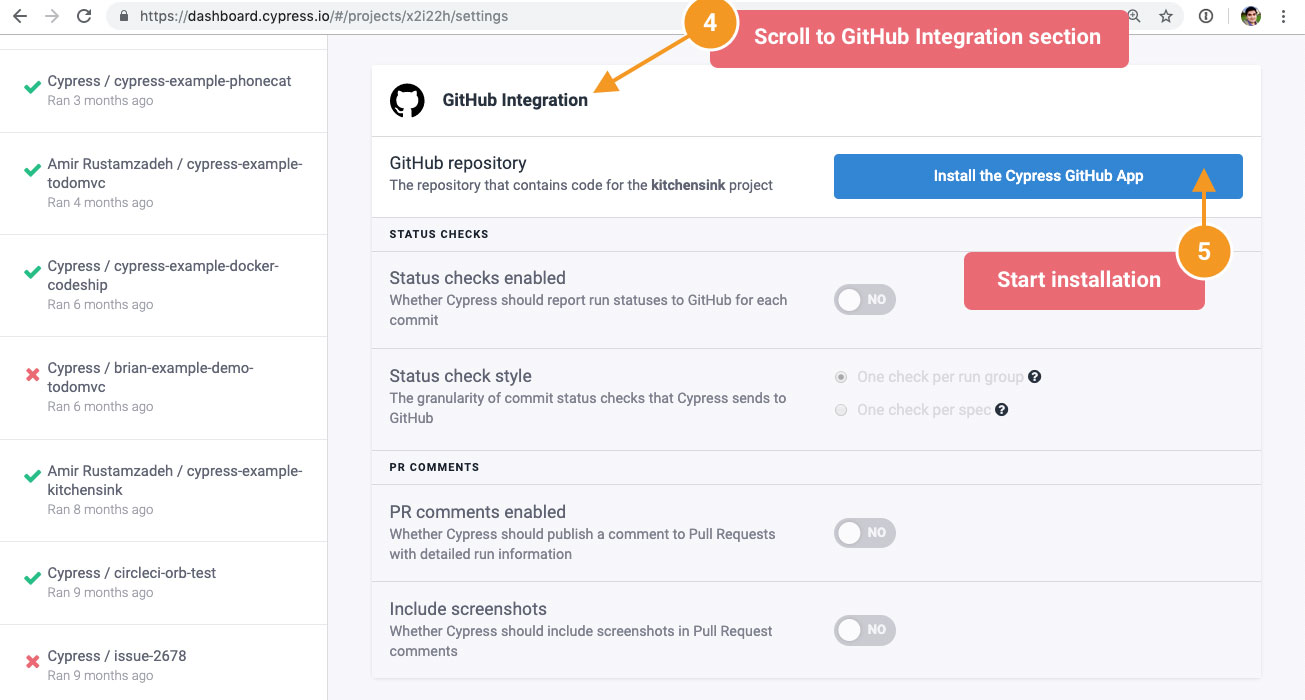 https://dashboard.cypress.io/#/projects/x2i22h/settings
4
Scroll to GitHub Integration section
Cypress / cypress-example-phonecat
Ran 3 months ago
Amir Rustamzadeh / cypress-example-
todomvc
Ran 4 months ago
Cypress / cypress-example-docker-
codeship
Ran 6 months ago
Cypress / brian-example-demo-
todomvc
Ran 6 months ago
Amir Rustamzadeh / cypress-example-
kitchensink
Ran 8 months ago
Cypress / circleci-orb-test
Ran 9 months ago
Cypress / issue-2678
Ran 9 months ago
GitHub Integration
GitHub repository
The repository that contains code for the kitchensink project
Install the Cypress GitHub App
5
Start installation
STATUS CHECKS
Status checks enabled
Whether Cypress should report run statuses to GitHub for each
commit
NO
Status check style
The granularity of commit status checks that Cypress sends to
GitHub
One check per run group ?
One check per spec ?
PR COMMENTS
PR comments enabled
Whether Cypress should publish a comment to Pull Requests
with detailed run information
NO
Include screenshots
Whether Cypress should include screenshots in Pull Request
comments
NO